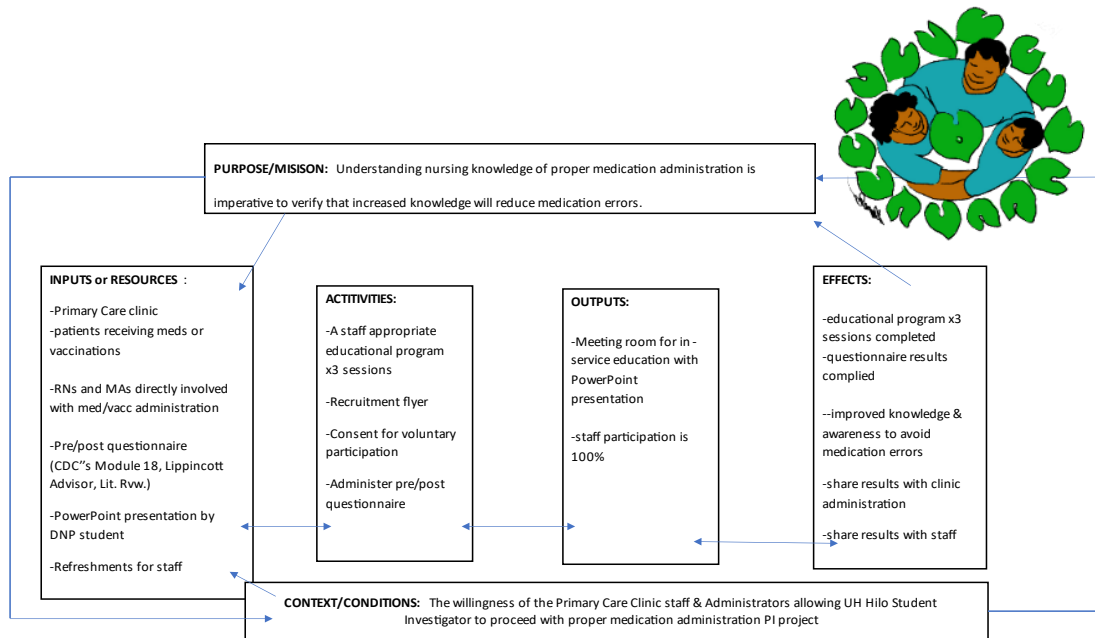 PURPOSE/MISISON: Understanding nursing knowledge of proper medication administration is
imperative to verify that increased knowledge will reduce medication errors.
INPUTS or RESOURCES :
-Primary Care clinic
-patients receiving meds or
vaccinations
-RNs and MAs directly involved
with med/vacc administration
-Pre/post questionnaire
(CDC"s Module 18, Lippincott
Advisor, Lit. Rvw.)
-PowerPoint presentation by
DNP student
-Refreshments for staff
ACTITIVITIES:
-A staff appropriate
educational program
x3 sessions
-Recruitment flyer
-Consent for voluntary
participation
-Administer pre/post
questionnaire
OUTPUTS:
-Meeting room for in-
service education with
PowerPoint
presentation
-staff participation is
100%
EFFECTS:
-educational program x3
sessions completed
-questionnaire results
complied
--improved knowledge &
awareness to avoid
medication errors
-share results with clinic
administration
-share results with staff
CONTEXT/CONDITIONS: The willingness of the Primary Care Clinic staff & Administrators allowing UH Hilo Student
Investigator to proceed with proper medication administration PI project